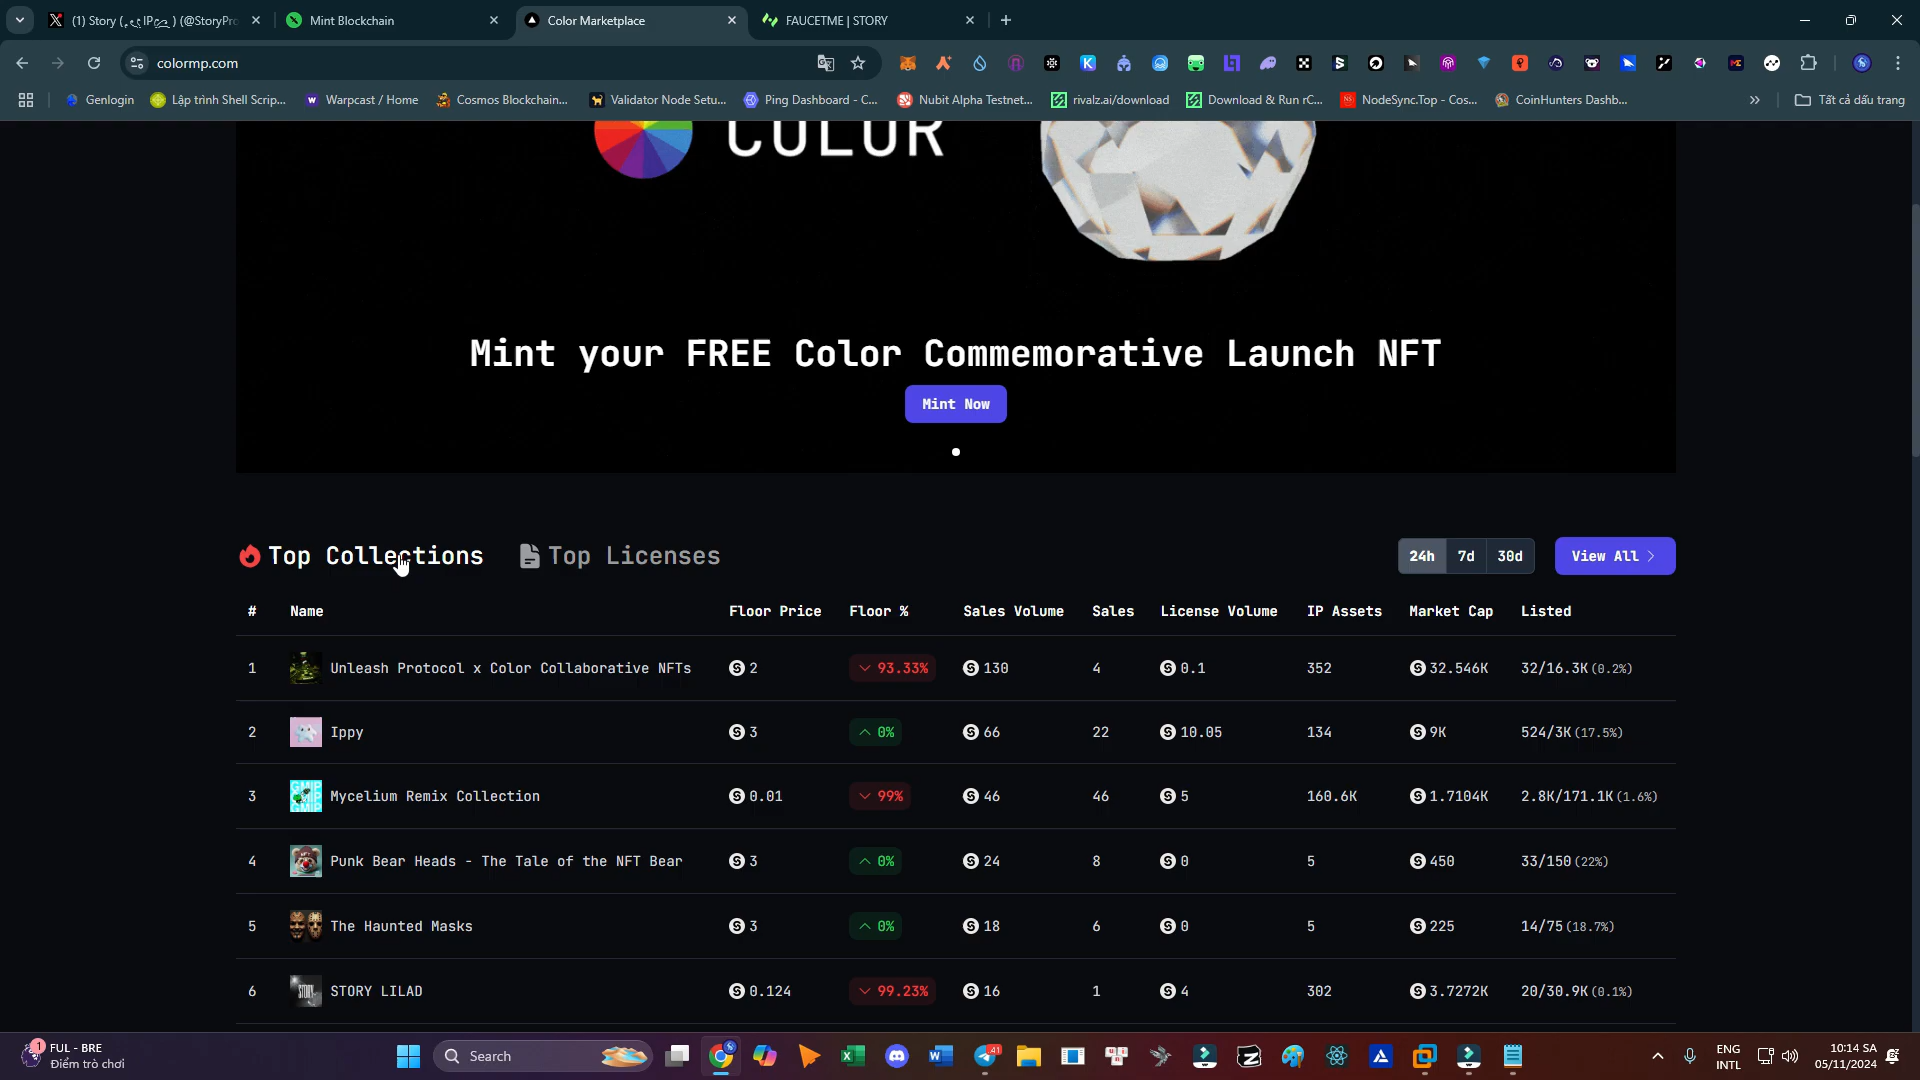 (1) Story ( ) (@StoryPro
Mint Blockchain
Color Marketplace
FAUCETME | STORY
colormp.com
Genlogin
Lập trình Shell Scrip...
Warpcast / Home
Cosmos Blockchain...
Validator Node Setu...
Ping Dashboard - C...
Nubit Alpha Testnet...
rivalz.ai/download
Download & Run rC...
NodeSync.Top - Cos...
CoinHunters Dashb...
Tất cả dấu trang
COLOR
Mint your FREE Color Commemorative Launch NFT
Mint Now
Top Collections Top Licenses 24h 7d 30d View All
# Name Floor Price Floor % Sales Volume Sales License Volume IP Assets Market Cap Listed
1 Unleash Protocol x Color Collaborative NFTs 2 93.33% 130 4 0.1 352 32.546K 32/16.3K (0.2%)
2 Ippy 3 0% 66 22 10.05 134 9K 524/3K (17.5%)
3 Mycelium Remix Collection 0.01 99% 46 46 5 160.6K 1.7104K 2.8K/171.1K (1.6%)
4 Punk Bear Heads - The Tale of the NFT Bear 3 0% 24 8 0 5 450 33/150 (22%)
5 The Haunted Masks 3 0% 18 6 0 5 225 14/75 (18.7%)
6 STORY LILAD 0.124 99.23% 16 1 4 302 3.7272K 20/30.9K (0.1%)
1 FUL - BRE
Điểm trò chơi
Search
41
ENG
INTL
10:14 SA
05/11/2024